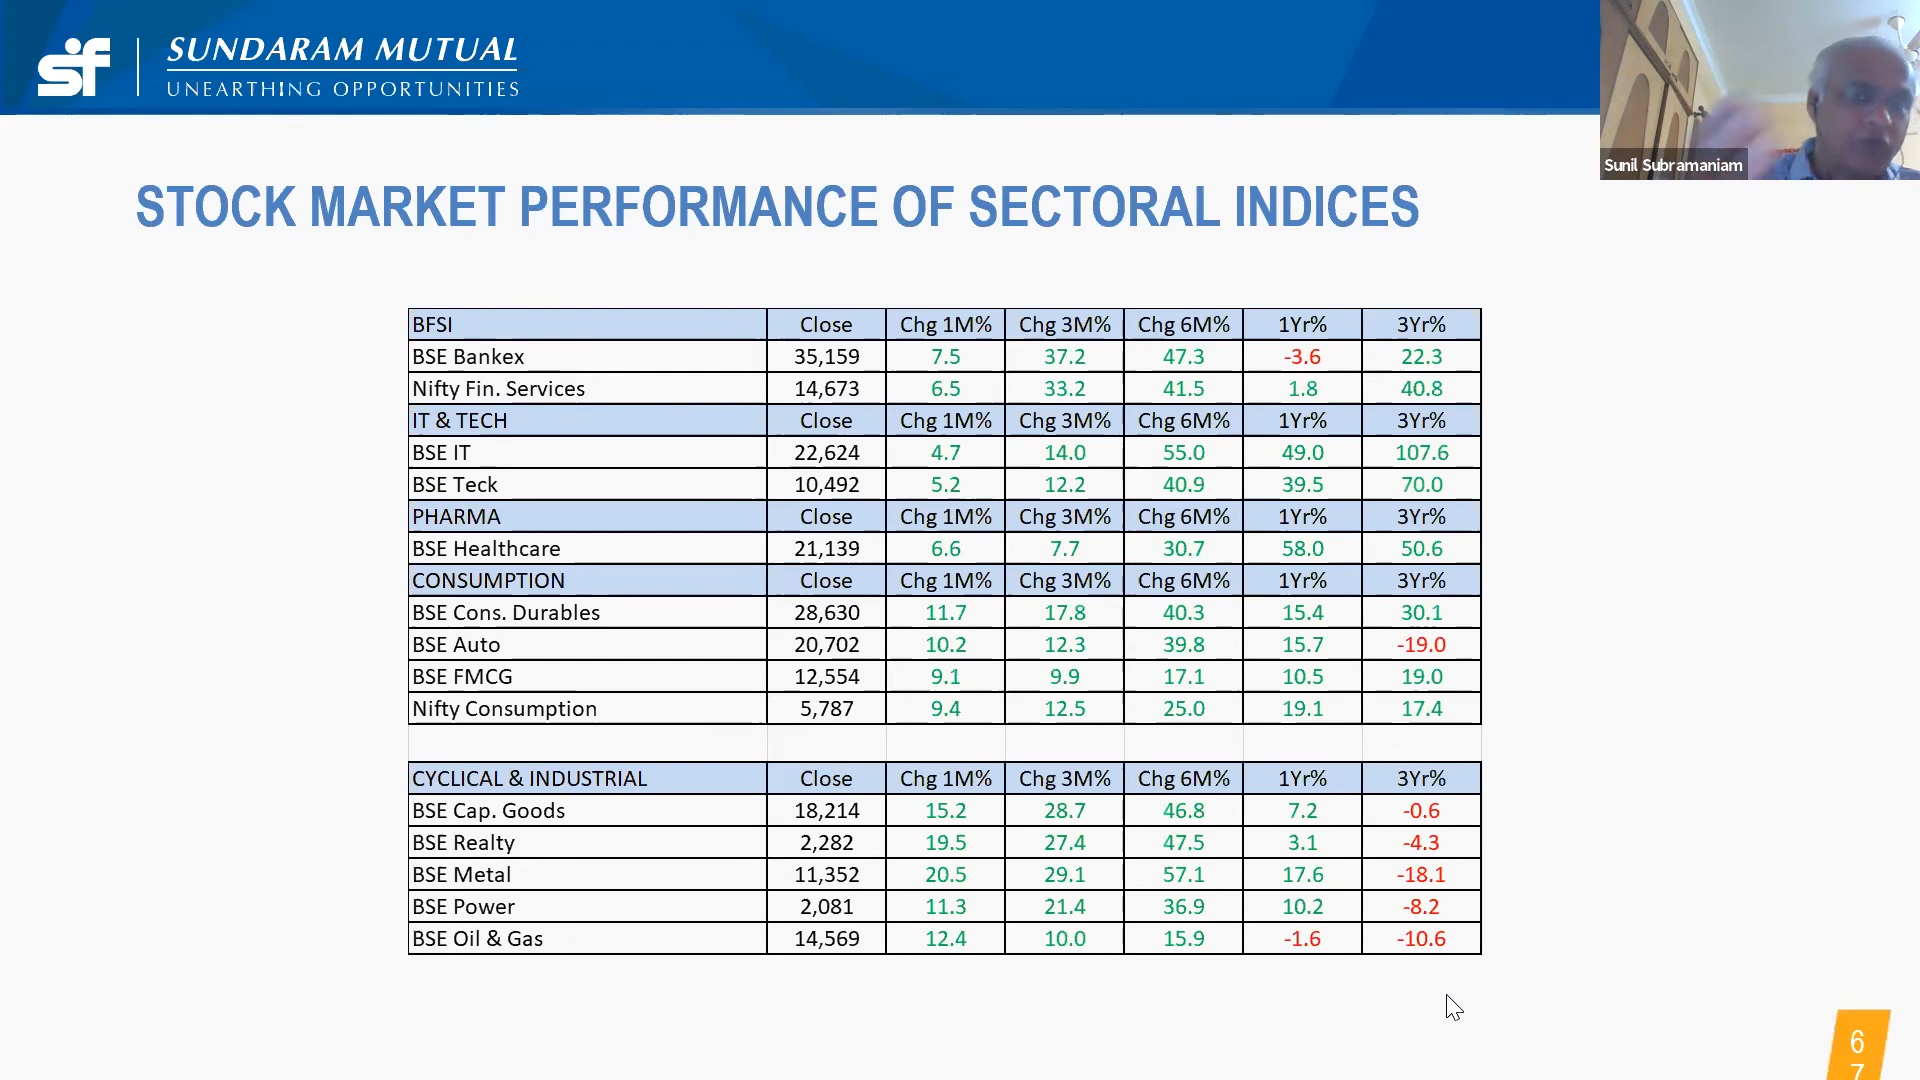 sf
SUNDARAM MUTUAL
UNEARTHING OPPORTUNITIES
Sunil Subramaniam
STOCK MARKET PERFORMANCE OF SECTORAL INDICES
BFSI Close Chg 1M% Chg 3M% Chg 6M% 1Yr% 3Yr%
BSE Bankex 35,159 7.5 37.2 47.3 -3.6 22.3
Nifty Fin. Services 14,673 6.5 33.2 41.5 1.8 40.8
IT & TECH Close Chg 1M% Chg 3M% Chg 6M% 1Yr% 3Yr%
BSE IT 22,624 4.7 14.0 55.0 49.0 107.6
BSE Teck 10,492 5.2 12.2 40.9 39.5 70.0
PHARMA Close Chg 1M% Chg 3M% Chg 6M% 1Yr% 3Yr%
BSE Healthcare 21,139 6.6 7.7 30.7 58.0 50.6
CONSUMPTION Close Chg 1M% Chg 3M% Chg 6M% 1Yr% 3Yr%
BSE Cons. Durables 28,630 11.7 17.8 40.3 15.4 30.1
BSE Auto 20,702 10.2 12.3 39.8 15.7 -19.0
BSE FMCG 12,554 9.1 9.9 17.1 10.5 19.0
Nifty Consumption 5,787 9.4 12.5 25.0 19.1 17.4
CYCLICAL & INDUSTRIAL Close Chg 1M% Chg 3M% Chg 6M% 1Yr% 3Yr%
BSE Cap. Goods 18,214 15.2 28.7 46.8 7.2 -0.6
BSE Realty 2,282 19.5 27.4 47.5 3.1 -4.3
BSE Metal 11,352 20.5 29.1 57.1 17.6 -18.1
BSE Power 2,081 11.3 21.4 36.9 10.2 -8.2
BSE Oil & Gas 14,569 12.4 10.0 15.9 -1.6 -10.6
6
7